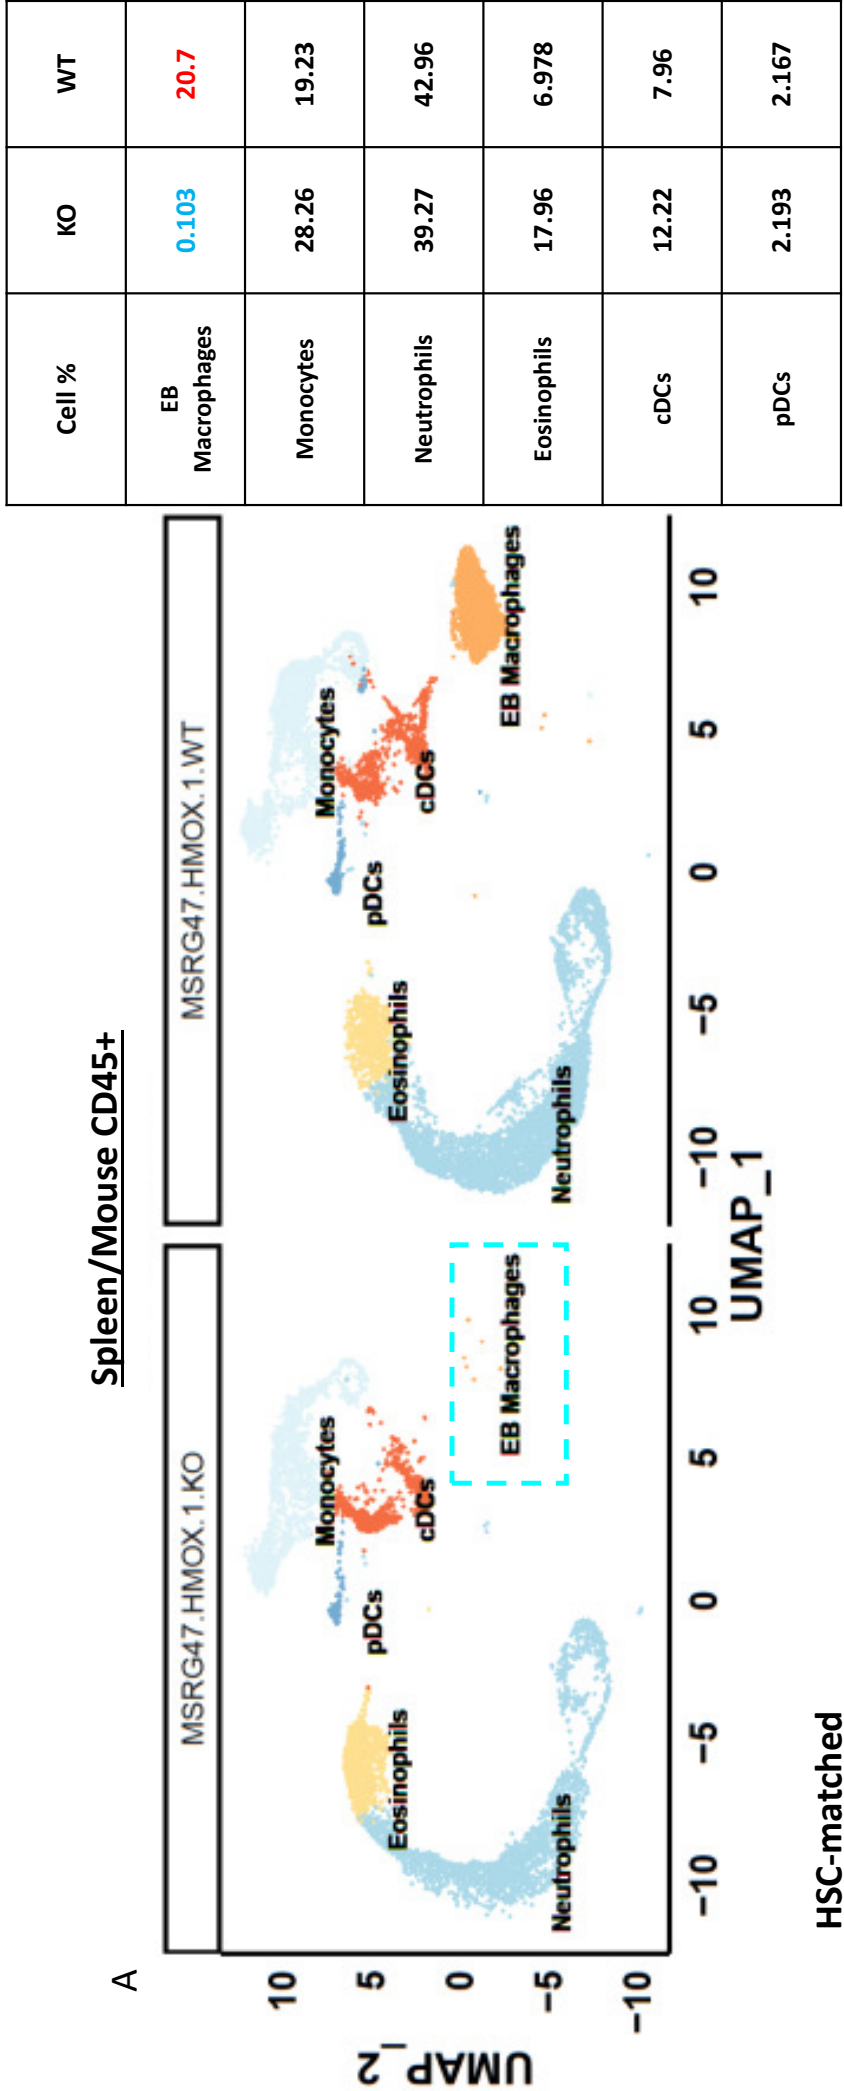 A
Spleen/Mouse CD45+
MSRG47.HMOX.1.KO
MSRG47.HMOX.1.WT
10
5
0
−5
−10
UMAP_2
Monocytes
pDCs
cDCs
Eosinophils
EB Macrophages
Neutrophils
Monocytes
pDCs
cDCs
Eosinophils
EB Macrophages
Neutrophils
−10 −5 0 5 10
−10 −5 0 5 10
UMAP_1
HSC-matched
Cell % KO WT
EB
Macrophages 0.103 20.7
Monocytes 28.26 19.23
Neutrophils 39.27 42.96
Eosinophils 17.96 6.978
cDCs 12.22 7.96
pDCs 2.193 2.167